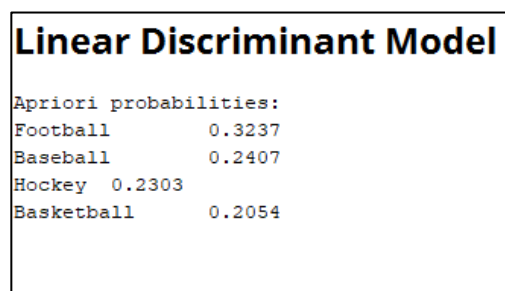 Linear Discriminant Model
Apriori probabilities:
Football 0.3237
Baseball 0.2407
Hockey 0.2303
Basketball 0.2054